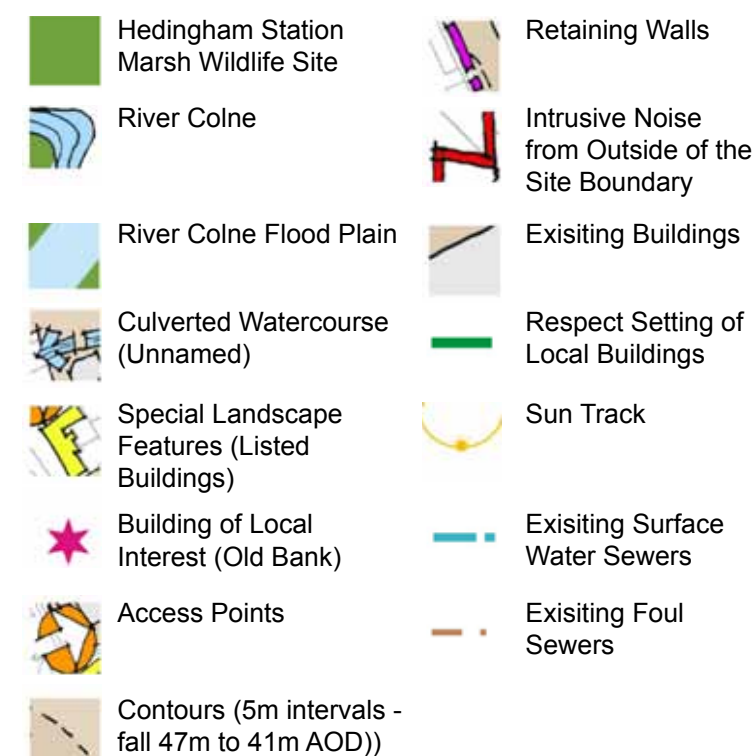 Hedingham Station
Marsh Wildlife Site
River Colne
River Colne Flood Plain
Culverted Watercourse
(Unnamed)
Special Landscape
Features (Listed
Buildings)
Building of Local
Interest (Old Bank)
Access Points
Contours (5m intervals -
fall 47m to 41m AOD))
Retaining Walls
Intrusive Noise
from Outside of the
Site Boundary
Exisiting Buildings
Respect Setting of
Local Buildings
Sun Track
Exisiting Surface
Water Sewers
Exisiting Foul
Sewers